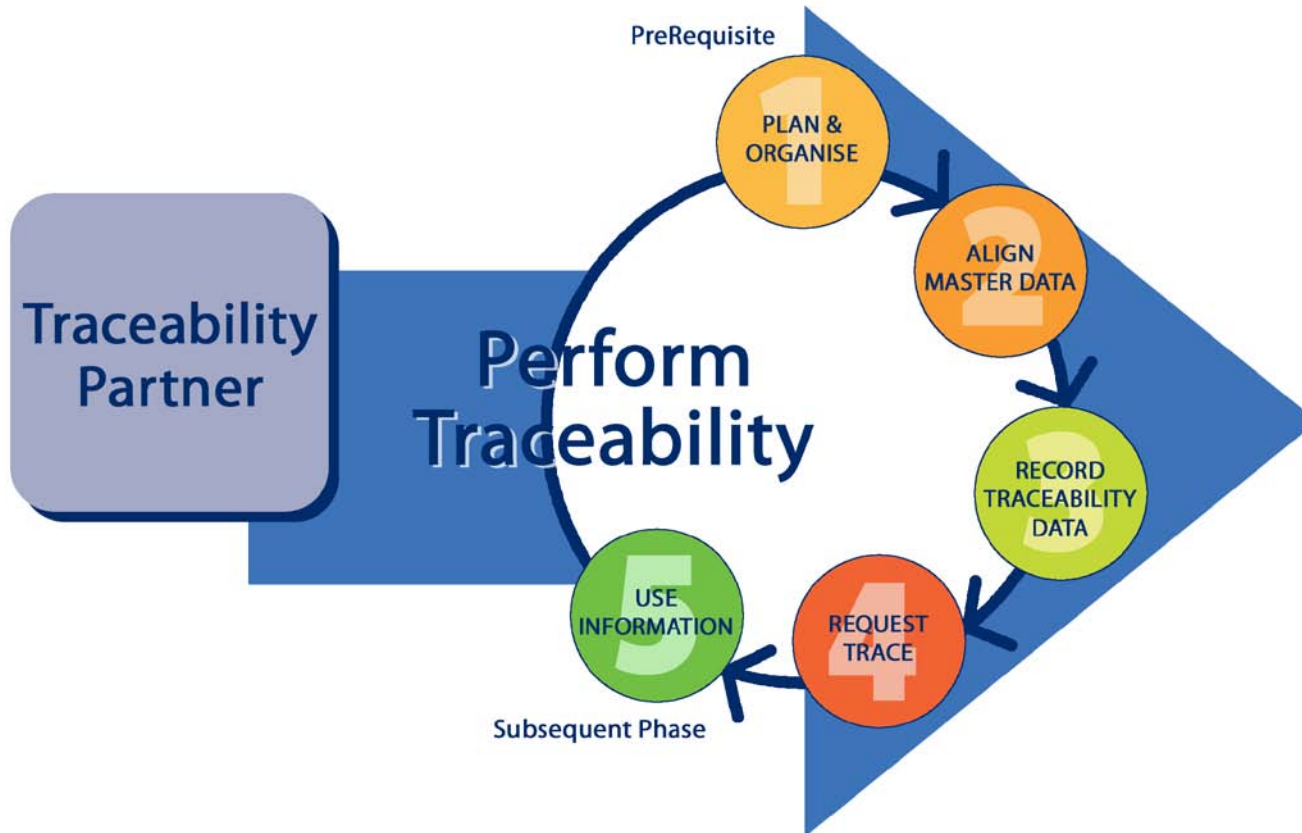 PreRequisite
1
PLAN &
ORGANISE
2
ALIGN
MASTER DATA
Traceability
Partner
Perform
Traceability
3
RECORD
TRACEABILITY
DATA
4
REQUEST
TRACE
5
USE
INFORMATION
Subsequent Phase